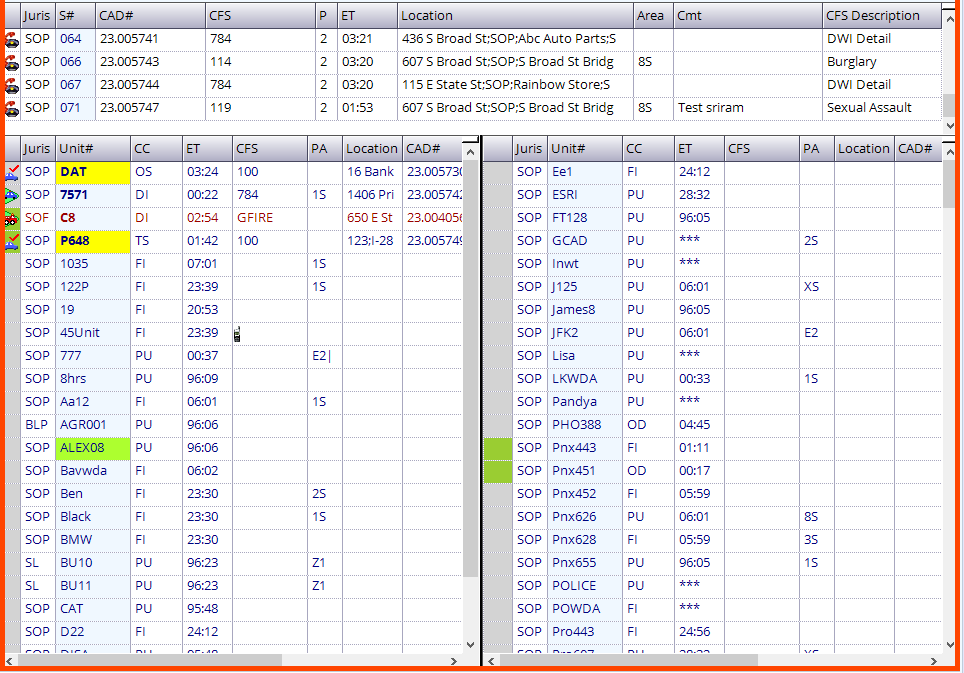 Juris S# CAD# CFS P ET Location Area Cmt CFS Description
SOP 064 23.005741 784 2 03:21 436 S Broad St;SOP;Abc Auto Parts;S DWI Detail
SOP 066 23.005743 114 2 03:20 607 S Broad St;SOP;S Broad St Bridg 8S Burglary
SOP 067 23.005744 784 2 03:20 115 E State St;SOP;Rainbow Store;S DWI Detail
SOP 071 23.005747 119 2 01:53 607 S Broad St;SOP;S Broad St Bridg 8S Test sriram Sexual Assault
Juris Unit# CC ET CFS PA Location CAD#
SOP DAT OS 03:24 100 16 Bank 23.005730
SOP 7571 DI 00:22 784 1S 1406 Pri 23.005742
SOF C8 DI 02:54 GFIRE 650 E St 23.004056
SOP P648 TS 01:42 100 123;I-28 23.005749
SOP 1035 FI 07:01 1S
SOP 122P FI 23:39 1S
SOP 19 FI 20:53
SOP 45Unit FI 23:39
SOP 777 PU 00:37 E2|
SOP 8hrs PU 96:09
SOP Aa12 FI 06:01 1S
BLP AGR001 PU 96:06
SOP ALEX08 PU 96:06
SOP Bavwda FI 06:02
SOP Ben FI 23:30 2S
SOP Black FI 23:30 1S
SOP BMW FI 23:30
SL BU10 PU 96:23 Z1
SL BU11 PU 96:23 Z1
SOP CAT PU 95:48
SOP D22 FI 24:12
Juris Unit# CC ET CFS PA Location CAD#
SOP Ee1 FI 24:12
SOP ESRI PU 28:32
SOP FT128 PU 96:05
SOP GCAD PU *** 2S
SOP Inwt PU ***
SOP J125 PU 06:01 XS
SOP James8 PU 96:05
SOP JFK2 PU 06:01 E2
SOP Lisa PU ***
SOP LKWDA PU 00:33 1S
SOP Pandya PU ***
SOP PHO388 OD 04:45
SOP Pnx443 FI 01:11
SOP Pnx451 OD 00:17
SOP Pnx452 FI 05:59
SOP Pnx626 PU 06:01 8S
SOP Pnx628 FI 05:59 3S
SOP Pnx655 PU 96:05 1S
SOP POLICE PU ***
SOP POWDA FI ***
SOP Pro443 FI 24:56